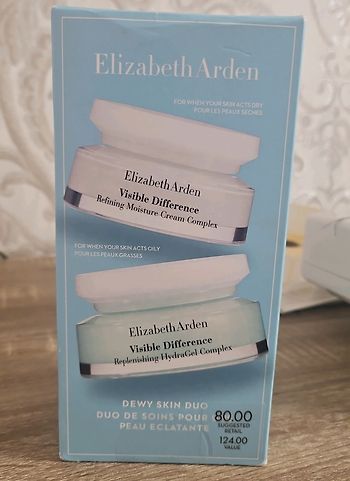 Elizabeth Arden
FOR WHEN YOUR SKIN ACTS DRY
POUR LES PEAUX SÈCHES
Elizabeth Arden
Visible Difference
Refining Moisture Cream Complex
FOR WHEN YOUR SKIN ACTS OILY
POUR LES PEAUX GRASSES
Elizabeth Arden
Visible Difference
Replenishing HydraGel Complex
DEWY SKIN DUO
DUO DE SOINS POUR
PEAU ECLATANTE
80.00
SUGGESTED
RETAIL
124.00
VALUE